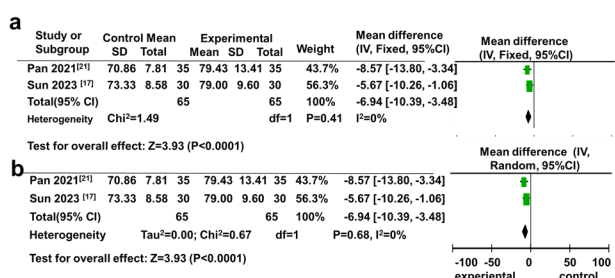 a
Study or Subgroup Control Mean SD Total Experimental Mean SD Total Weight Mean difference (IV, Fixed, 95%CI) Mean difference (IV, Fixed, 95%CI)
Pan 2021[21] 70.86 7.81 35 79.43 13.41 35 43.7% -8.57 [-13.80, -3.34]
Sun 2023 [17] 73.33 8.58 30 79.00 9.60 30 56.3% -5.67 [-10.26, -1.06]
Total(95% CI) 65 65 100% -6.94 [-10.39, -3.48]
Heterogeneity Chi²=1.49 df=1 P=0.41 I²=0%
Test for overall effect: Z=3.93 (P<0.0001)
b
Mean difference (IV, Random, 95%CI)
Pan 2021[21] 70.86 7.81 35 79.43 13.41 35 43.7% -8.57 [-13.80, -3.34]
Sun 2023 [17] 73.33 8.58 30 79.00 9.60 30 56.3% -5.67 [-10.26, -1.06]
Total(95% CI) 65 65 100% -6.94 [-10.39, -3.48]
Heterogeneity Tau²=0.00; Chi²=0.67 df=1 P=0.68, I²=0%
Test for overall effect: Z=3.93 (P<0.0001)
-100 -50 0 50 100
experiental control